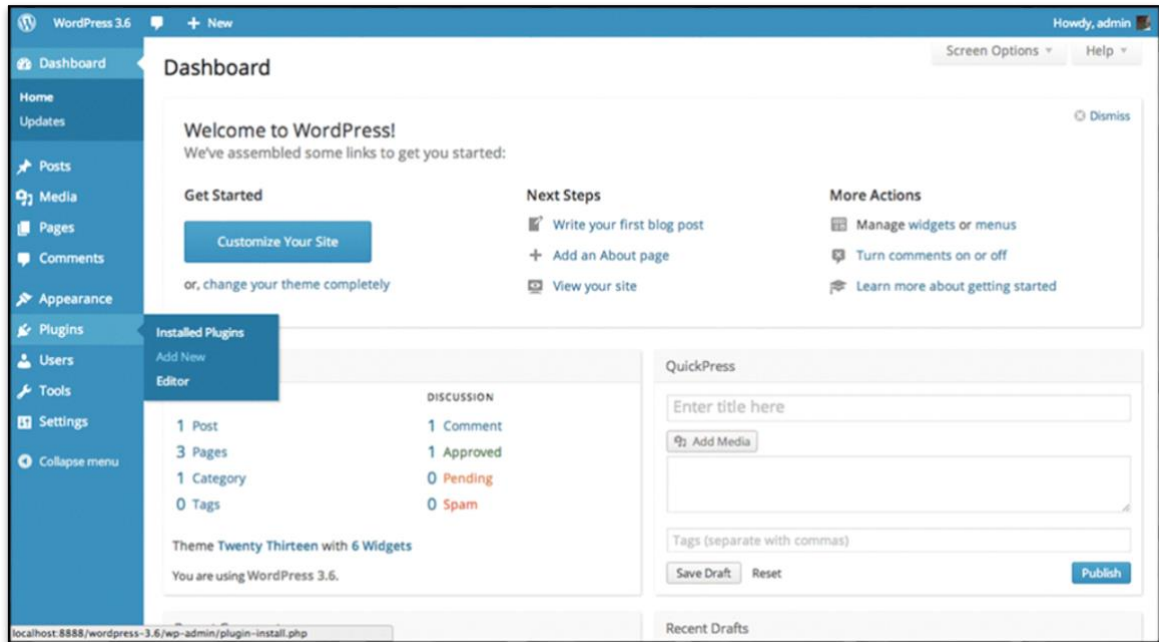 WordPress 3.6 + New Howdy, admin
Dashboard
Home
Updates
Posts
Media
Pages
Comments
Appearance
Plugins
Users
Tools
Settings
Collapse menu
Installed Plugins
Add New
Editor
Screen Options Help
Dashboard
Dismiss
Welcome to WordPress!
We've assembled some links to get you started:
Get Started
Customize Your Site
or, change your theme completely
Next Steps
Write your first blog post
Add an About page
View your site
More Actions
Manage widgets or menus
Turn comments on or off
Learn more about getting started
DISCUSSION
1 Post 1 Comment
3 Pages 1 Approved
1 Category 0 Pending
0 Tags 0 Spam
Theme Twenty Thirteen with 6 Widgets
You are using WordPress 3.6.
QuickPress
Enter title here
Add Media
Tags (separate with commas)
Save Draft Reset Publish
Recent Drafts
localhost:8888/wordpress-3.6/wp-admin/plugin-install.php